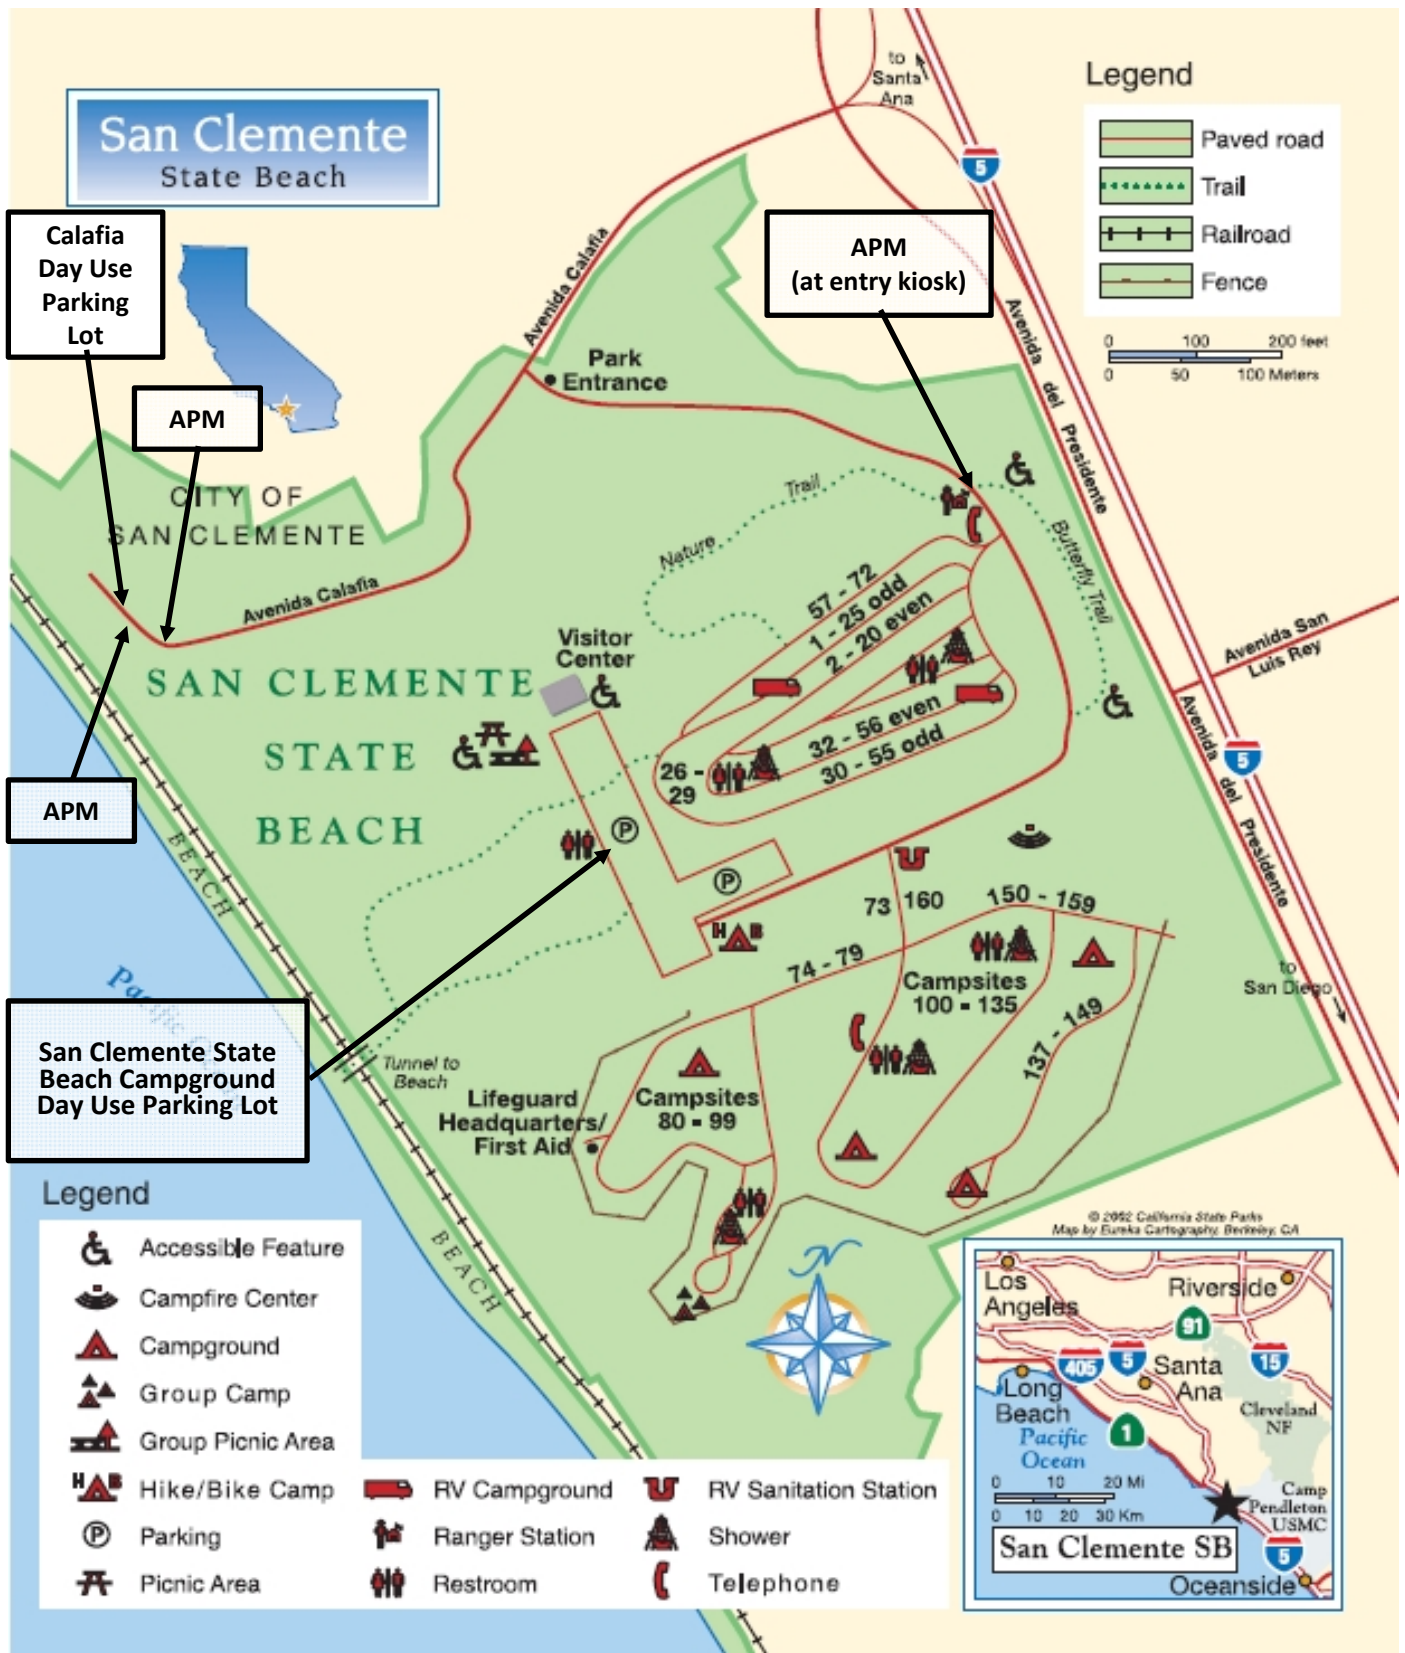 San Clemente
State Beach
to
Santa
Ana
5
Legend
Paved road
Trail
Railroad
Fence
0 100 200 feet
0 50 100 Meters
Calafia
Day Use
Parking
Lot
APM
APM
(at entry kiosk)
Avenida Calafia
Park
Entrance
Avenida del Presidente
CITY OF
SAN CLEMENTE
Avenida Calafia
Nature Trail
Butterfly Trail
57 - 72
1 - 25 odd
2 - 20 even
Avenida San
Luis Rey
Visitor
Center
SAN CLEMENTE
STATE
BEACH
32 - 56 even
30 - 55 odd
26 -
29
Avenida del Presidente
5
APM
BEACH
P
P
73
160
150 - 159
H B
74 - 79
Campsites
100 - 135
137 - 149
to
San Diego
Pacific Oc
San Clemente State
Beach Campground
Day Use Parking Lot
Tunnel to
Beach
Lifeguard
Headquarters/
First Aid
Campsites
80 - 99
BEACH
N
Legend
Accessible Feature
Campfire Center
Campground
Group Camp
Group Picnic Area
H B Hike/Bike Camp
P Parking
Picnic Area
RV Campground
Ranger Station
Restroom
RV Sanitation Station
Shower
Telephone
© 2002 California State Parks
Map by Eureka Cartography, Berkeley, CA
Los
Angeles
Riverside
91
405
5
15
Santa
Ana
Long
Beach
Cleveland
NF
1
Pacific
Ocean
0 10 20 Mi
0 10 20 30 Km
Camp
Pendleton
USMC
San Clemente SB
5
Oceanside